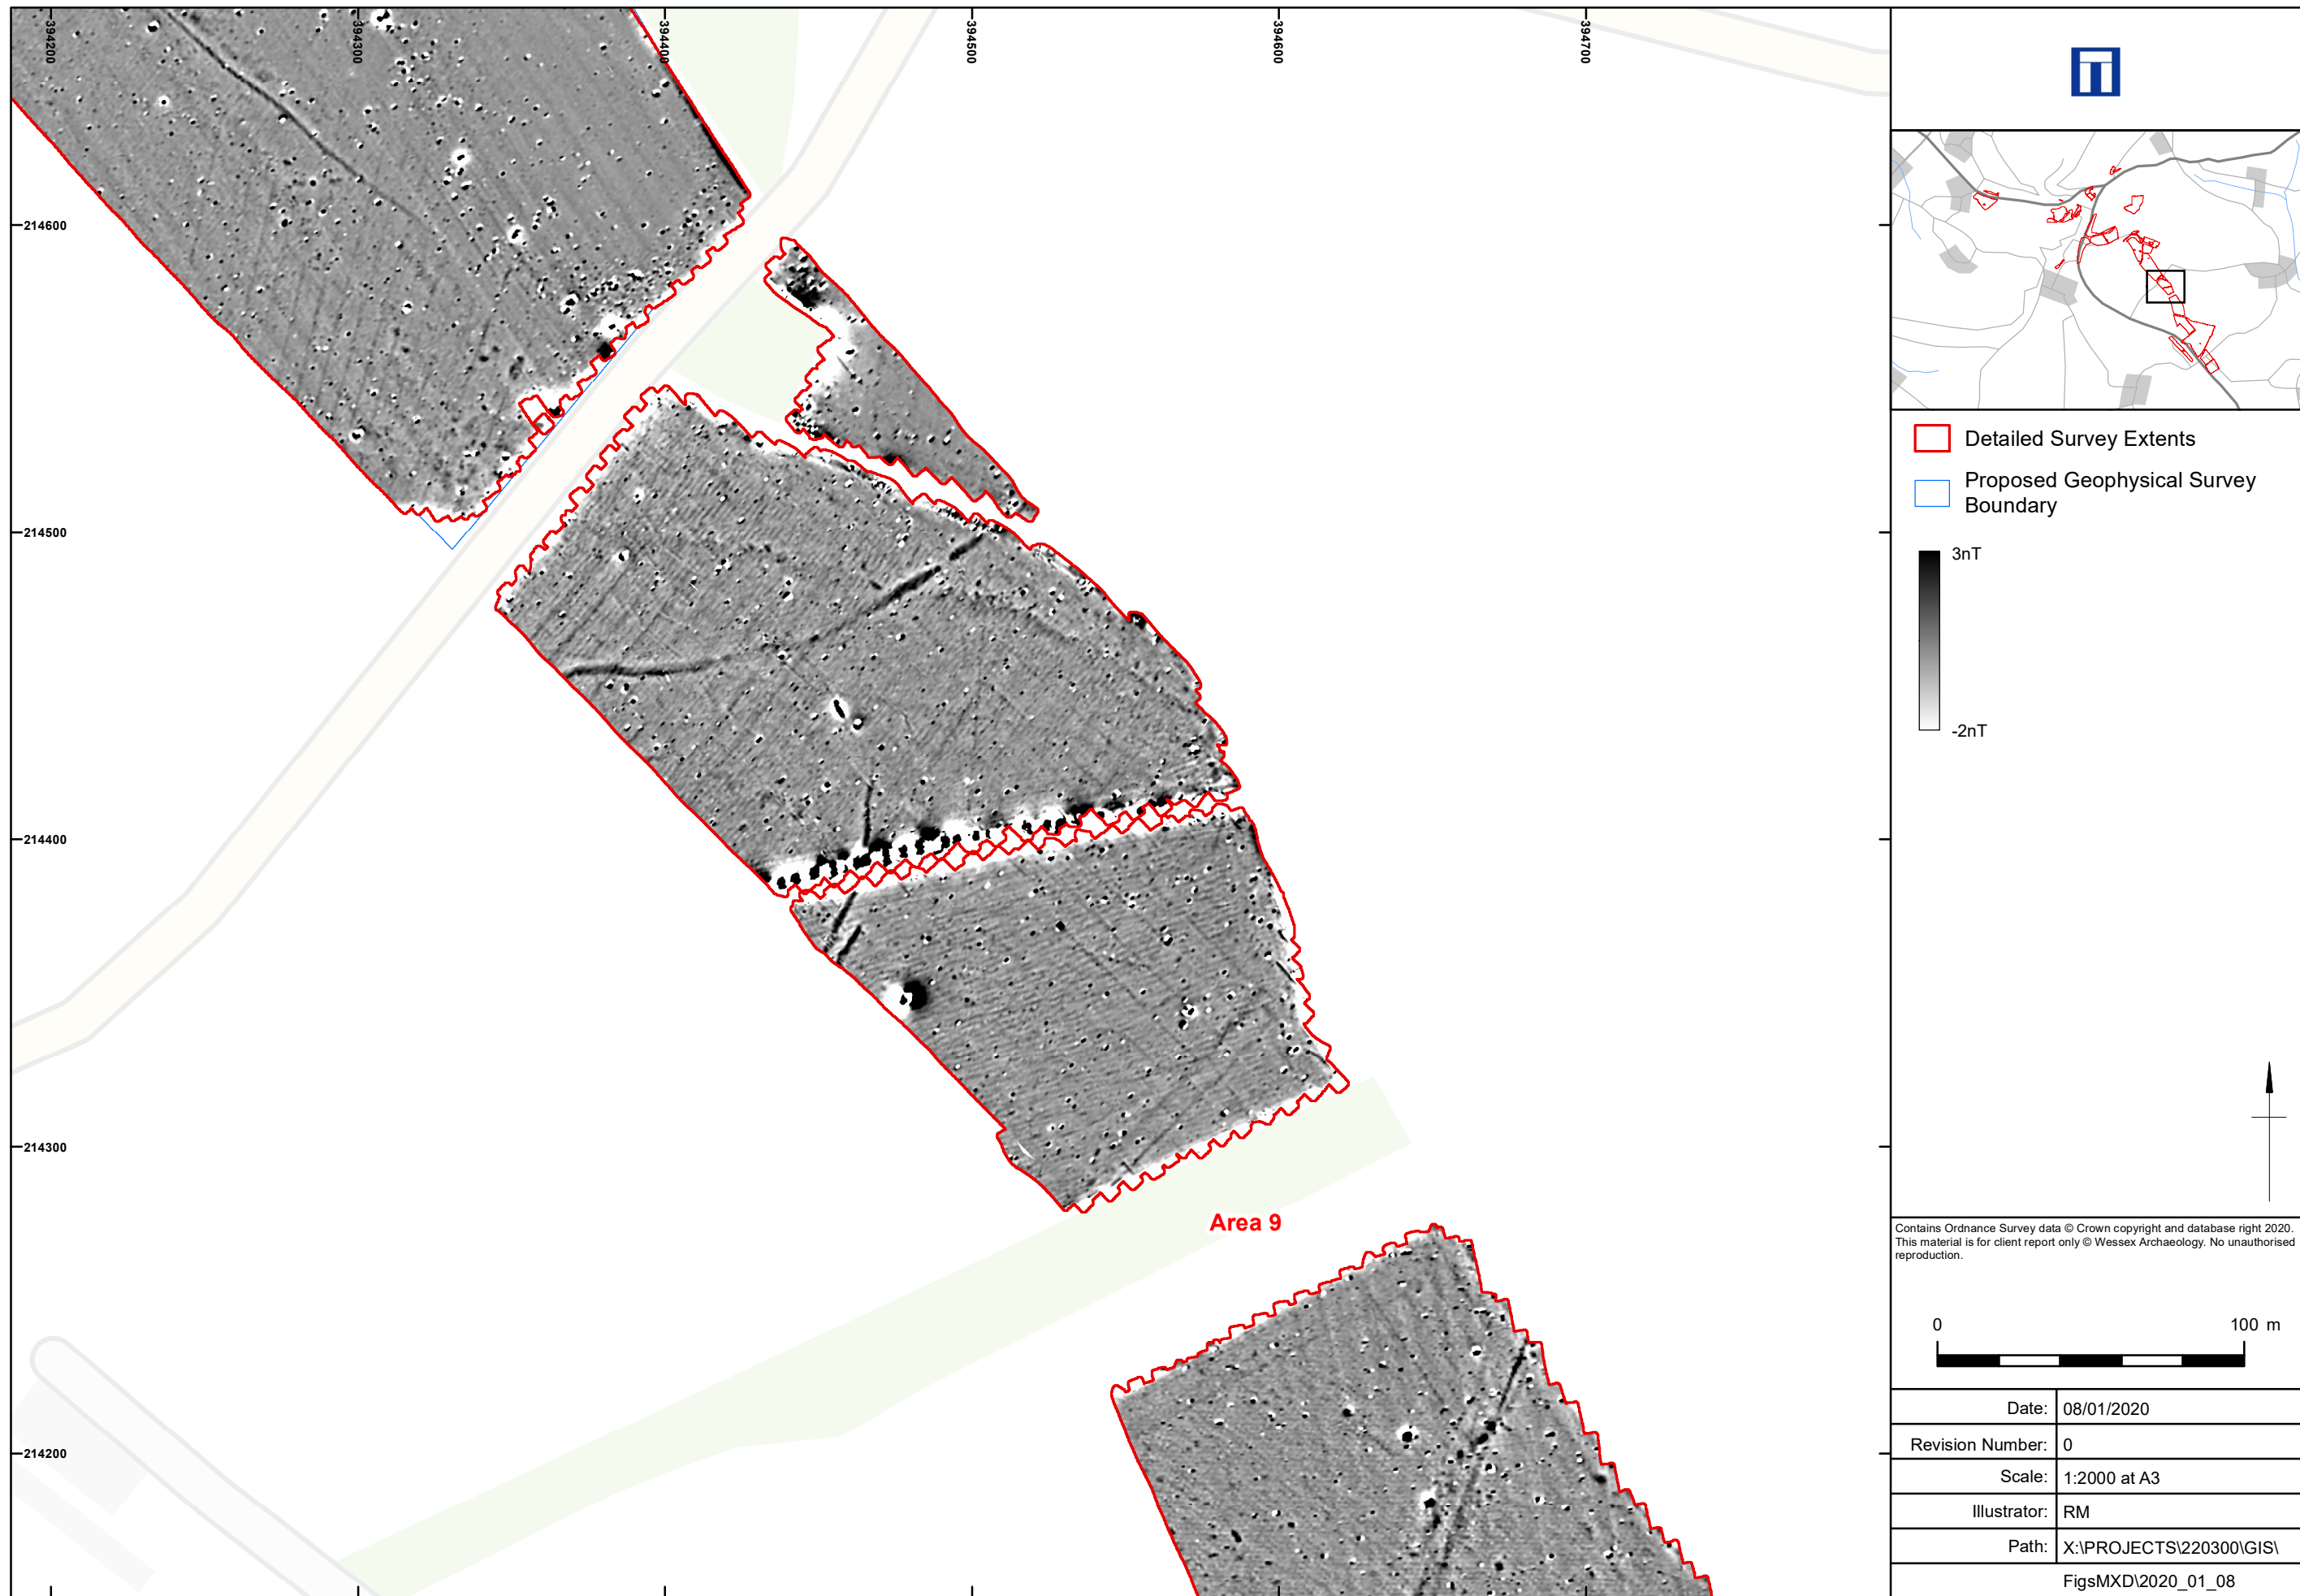 394200
394300
394400
394500
394600
394700
214600
214500
214400
214300
214200
Area 9
Detailed Survey Extents
Proposed Geophysical Survey
Boundary
3nT
-2nT
Contains Ordnance Survey data © Crown copyright and database right 2020.
This material is for client report only © Wessex Archaeology. No unauthorised
reproduction.
0 100 m
Date: 08/01/2020
Revision Number: 0
Scale: 1:2000 at A3
Illustrator: RM
Path: X:\PROJECTS\220300\GIS\
FigsMXD\2020_01_08